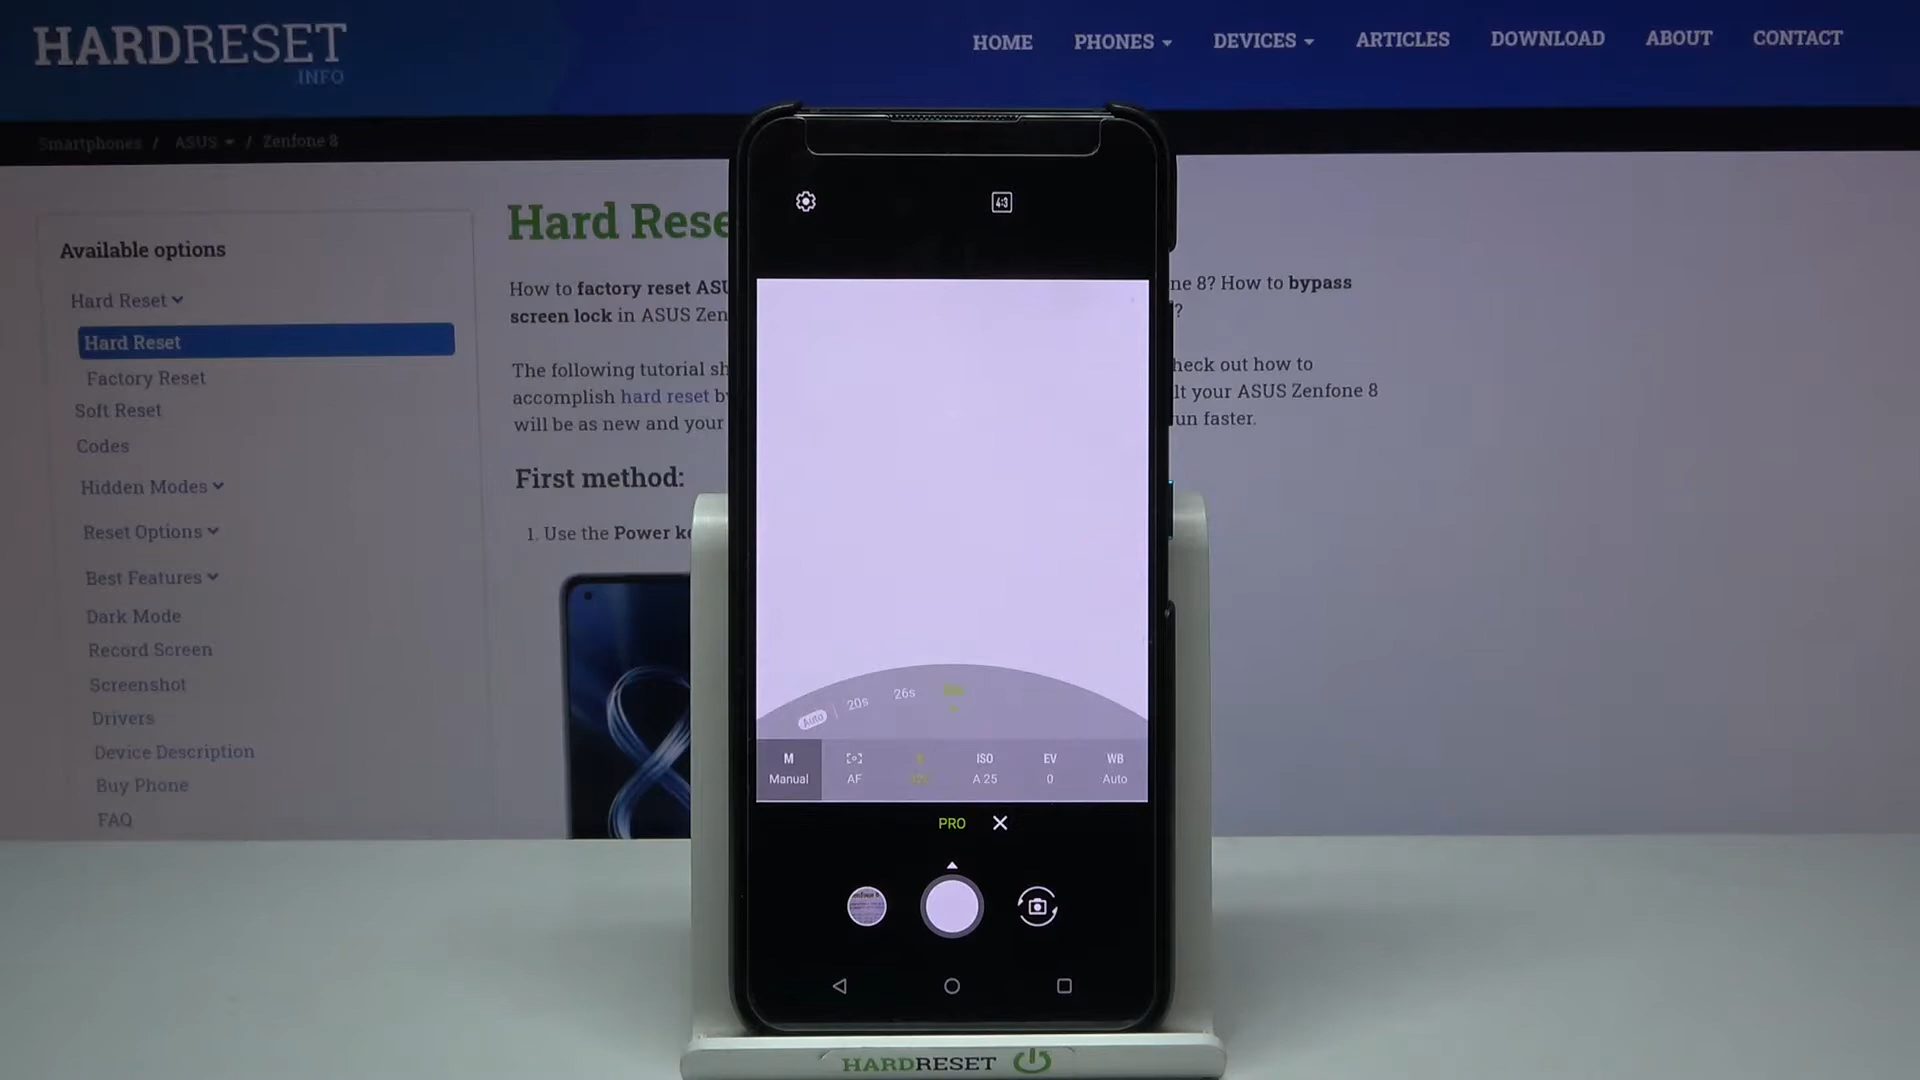 HARDRESET
INFO
HOME PHONES DEVICES ARTICLES DOWNLOAD ABOUT CONTACT
Smartphones / ASUS / Zenfone 8
Available options
Hard Reset
Hard Reset
Factory Reset
Soft Reset
Codes
Hidden Modes
Reset Options
Best Features
Dark Mode
Record Screen
Screenshot
Drivers
Device Description
Buy Phone
FAQ
Hard Rese
How to factory reset ASU ne 8? How to bypass
screen lock in ASUS Zen ?
The following tutorial sh heck out how to
accomplish hard reset b lt your ASUS Zenfone 8
will be as new and your un faster.
First method:
1. Use the Power k
4:3
Auto 20s 26s
M AF ISO EV WB
Manual A 25 0 Auto
PRO
HARDRESET